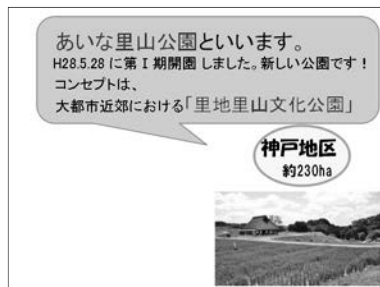 あいな里山公園といいます。
H28.5.28 に第Ⅰ期開園しました。新しい公園です！
コンセプトは、
大都市近郊における「里地里山文化公園」
神戸地区
約230ha